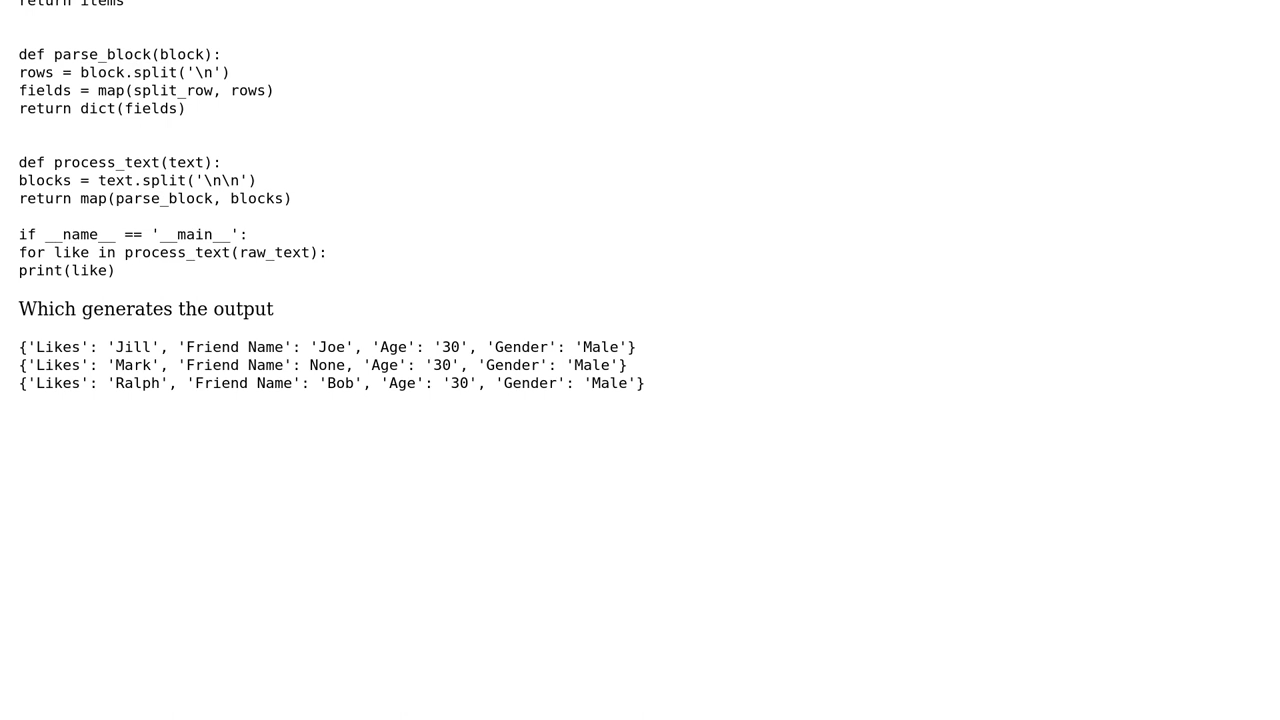 return items
def parse_block(block):
rows = block.split('\n')
fields = map(split_row, rows)
return dict(fields)
def process_text(text):
blocks = text.split('\n\n')
return map(parse_block, blocks)
if __name__ == '__main__':
for like in process_text(raw_text):
print(like)
Which generates the output
{'Likes': 'Jill', 'Friend Name': 'Joe', 'Age': '30', 'Gender': 'Male'}
{'Likes': 'Mark', 'Friend Name': None, 'Age': '30', 'Gender': 'Male'}
{'Likes': 'Ralph', 'Friend Name': 'Bob', 'Age': '30', 'Gender': 'Male'}